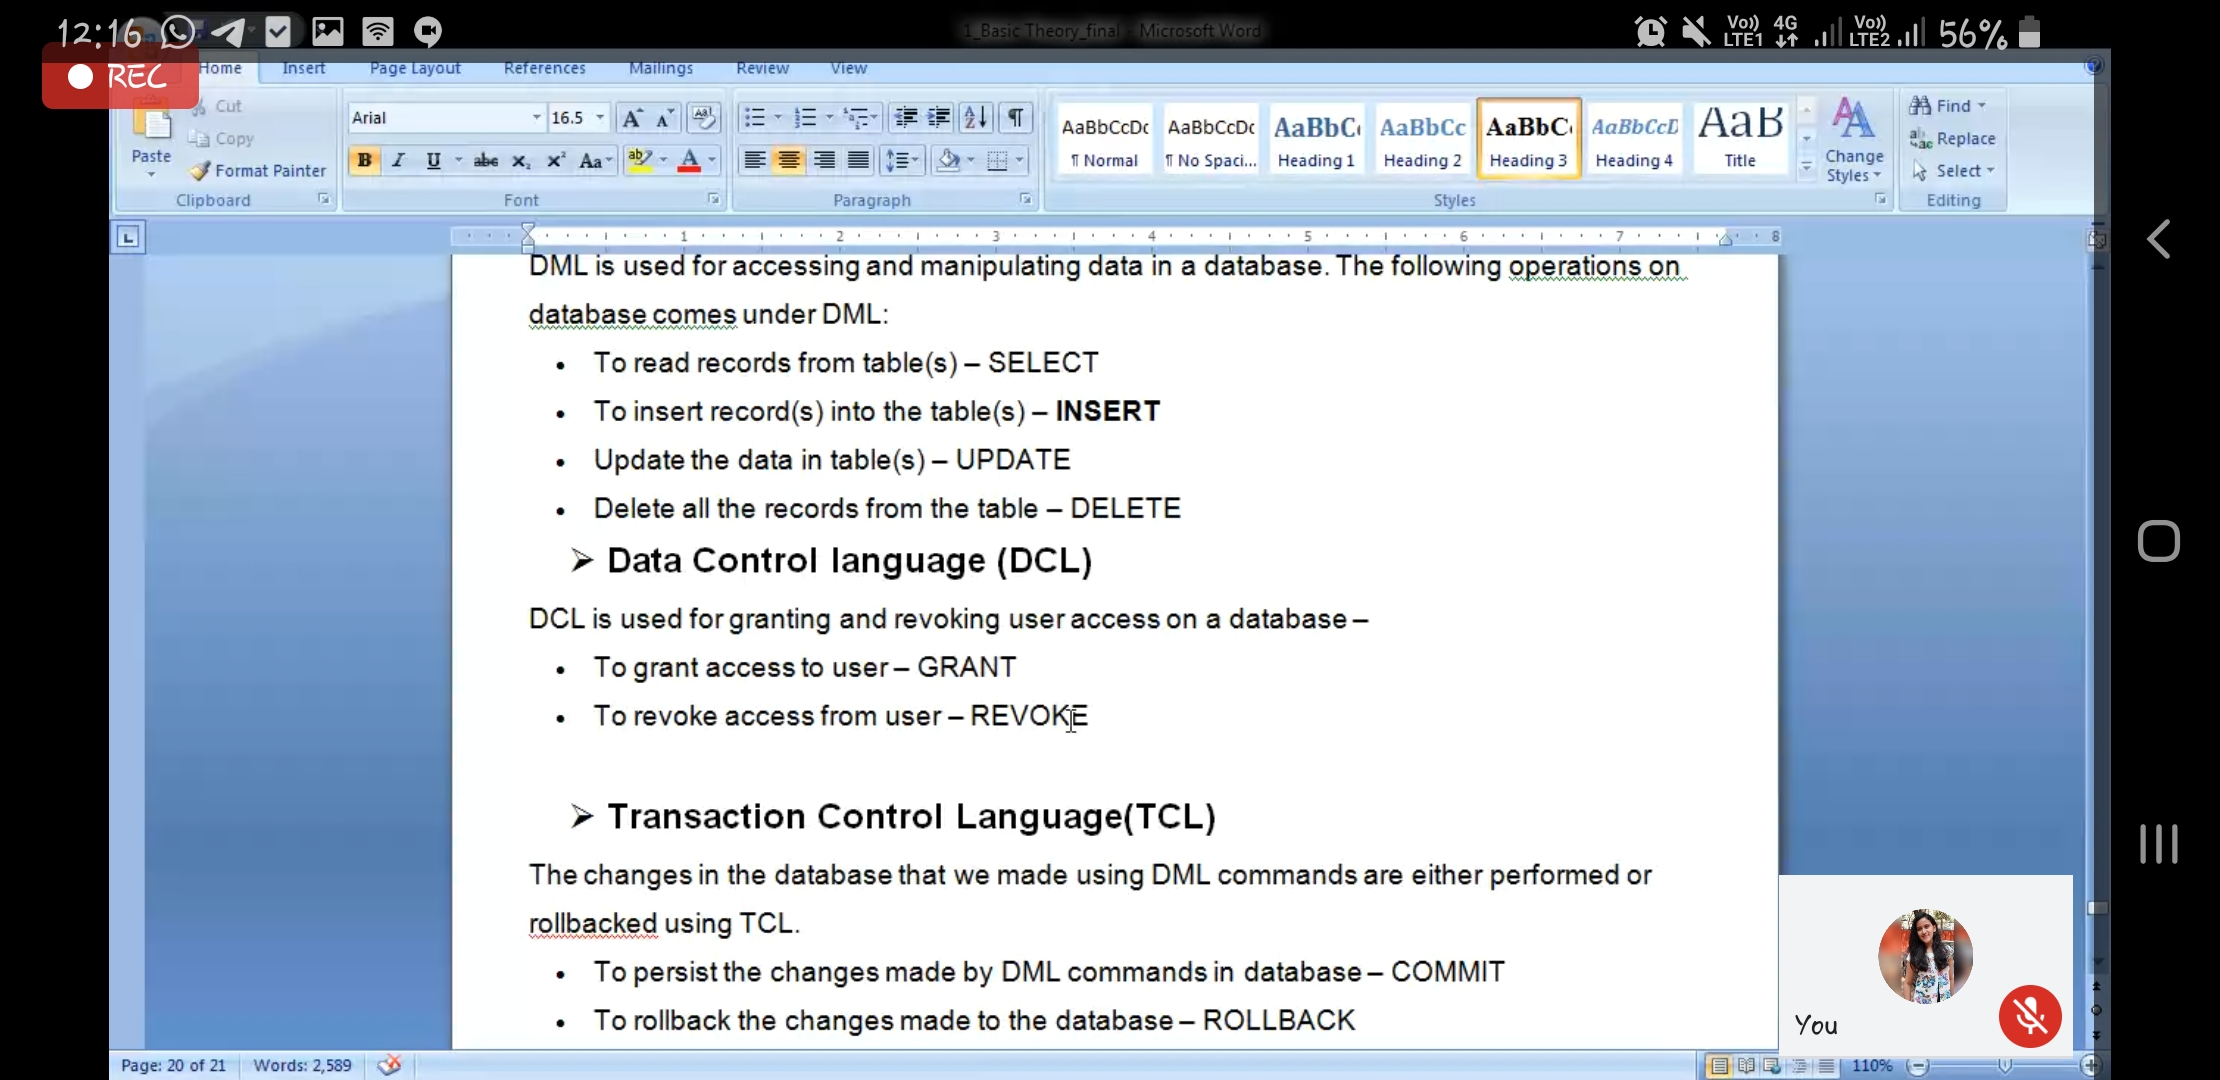 12:16 Vo)) LTE1 4G Vo)) LTE2 56%
1_Basic Theory_final - Microsoft Word
REC
Home Insert Page Layout References Mailings Review View
Cut
Copy
Paste
Format Painter
Clipboard
Arial 16.5
Font
Paragraph
AaBbCcDc AaBbCcDc AaBbC AaBbCc AaBbC AaBbCcD AaB
¶ Normal ¶ No Spaci... Heading 1 Heading 2 Heading 3 Heading 4 Title
Change Styles
Styles
Find
Replace
Select
Editing
1 2 3 4 5 6 7 8
DML is used for accessing and manipulating data in a database. The following operations on
database comes under DML:
• To read records from table(s) – SELECT
• To insert record(s) into the table(s) – INSERT
• Update the data in table(s) – UPDATE
• Delete all the records from the table – DELETE
➢ Data Control language (DCL)
DCL is used for granting and revoking user access on a database –
• To grant access to user – GRANT
• To revoke access from user – REVOKE
➢ Transaction Control Language(TCL)
The changes in the database that we made using DML commands are either performed or
rollbacked using TCL.
• To persist the changes made by DML commands in database – COMMIT
• To rollback the changes made to the database – ROLLBACK
You
Page: 20 of 21 Words: 2,589 110%